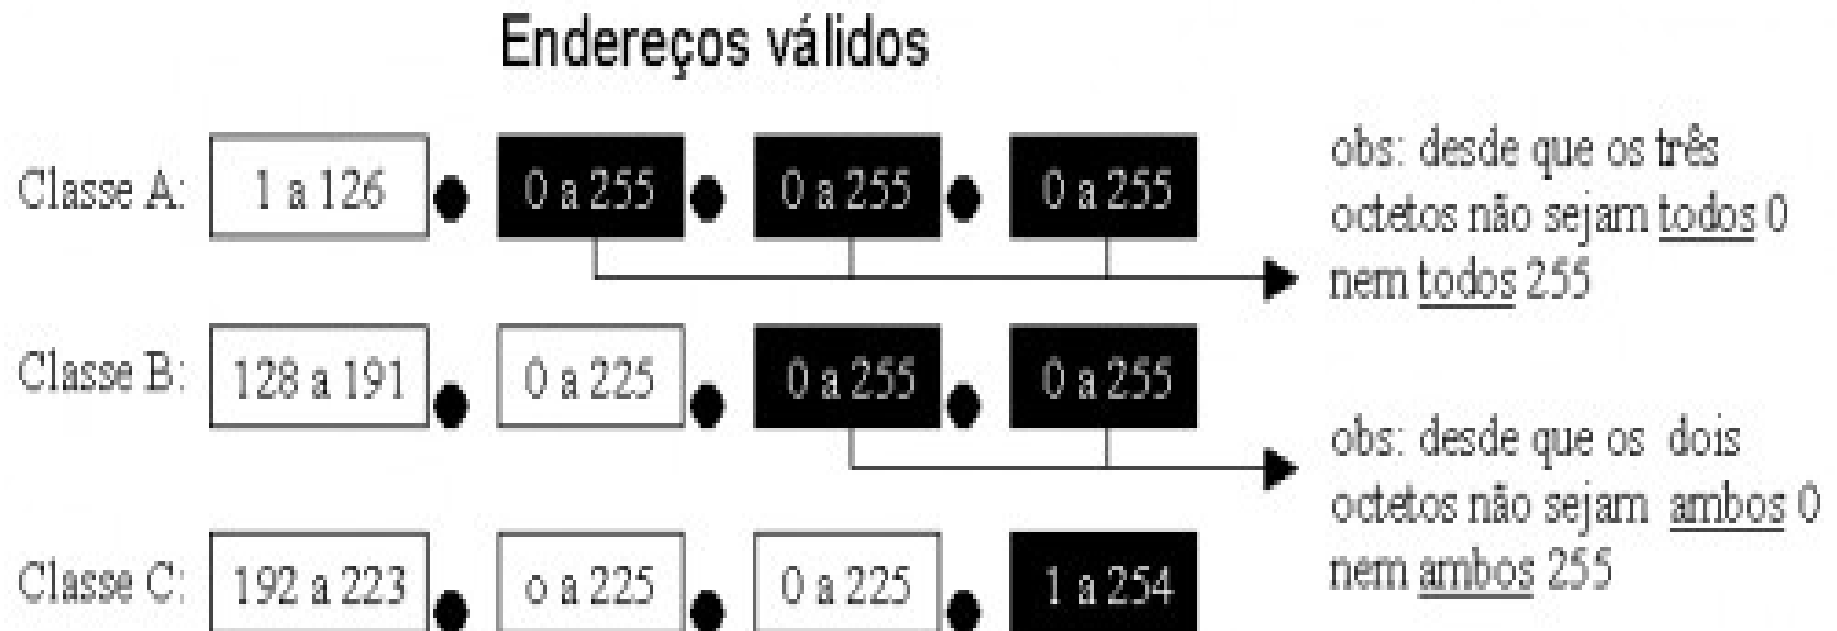 Endereços válidos
Classe A: 1 a 126 0 a 255 0 a 255 0 a 255
obs: desde que os três
octetos não sejam todos 0
nem todos 255
Classe B: 128 a 191 0 a 225 0 a 255 0 a 255
obs: desde que os dois
octetos não sejam ambos 0
nem ambos 255
Classe C: 192 a 223 o a 225 0 a 225 1 a 254